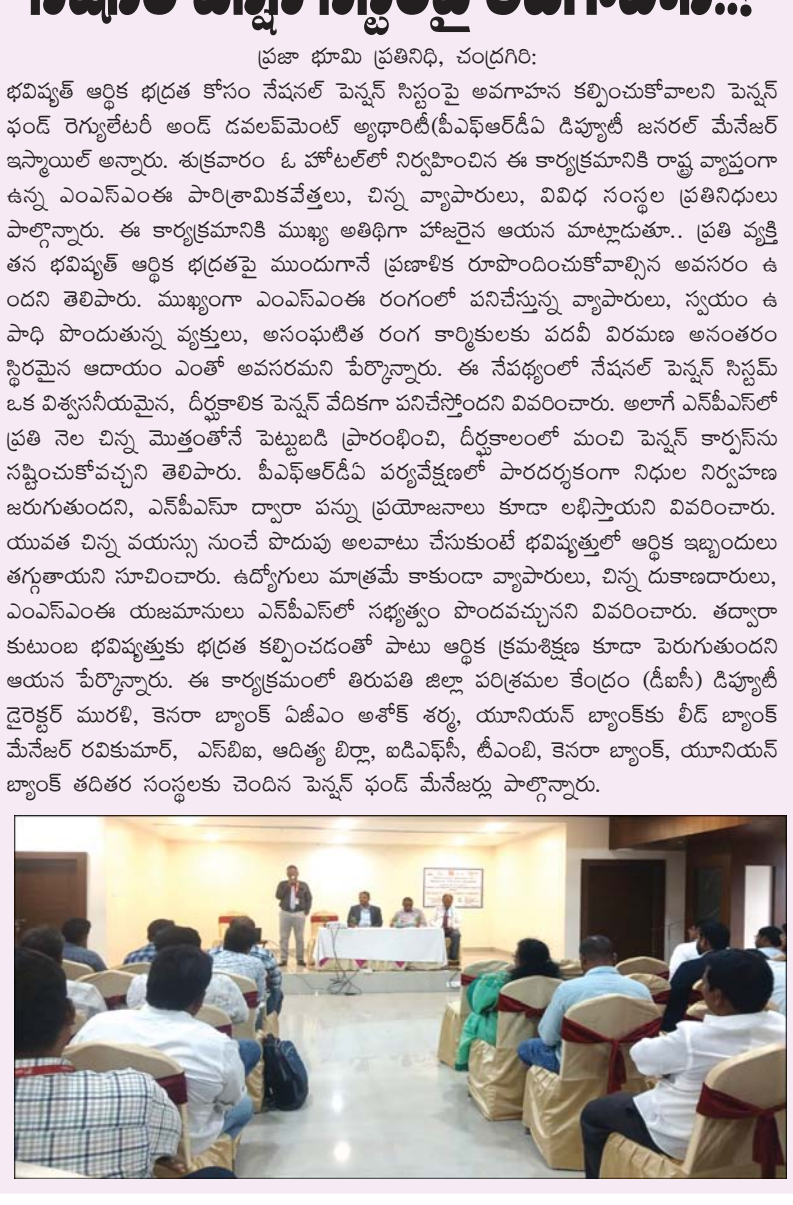 ప్రజా భూమి ప్రతినిధి, చంద్రగిరి:
భవిష్యత్ ఆర్థిక భద్రత కోసం నేషనల్ పెన్షన్ సిస్టంపై అవగాహన కల్పించుకోవాలని పెన్షన్
ఫండ్ రెగ్యులేటరీ అండ్ డవలప్‌మెంట్ అ్యథారిటీ(పీఎఫ్ఆర్‌డీఏ డిప్యూటీ జనరల్ మేనేజర్
ఇస్మాయిల్ అన్నారు. శుక్రవారం ఓ హోటల్‌లో నిర్వహించిన ఈ కార్యక్రమానికి రాష్ట్ర వ్యాప్తంగా
ఉన్న ఎంఎస్ఎంఈ పారిశ్రామికవేత్తలు, చిన్న వ్యాపారులు, వివిధ సంస్థల ప్రతినిధులు
పాల్గొన్నారు. ఈ కార్యక్రమానికి ముఖ్య అతిథిగా హాజరైన ఆయన మాట్లాడుతూ.. ప్రతి వ్యక్తి
తన భవిష్యత్ ఆర్థిక భద్రతపై ముందుగానే ప్రణాళిక రూపొందించుకోవాల్సిన అవసరం ఉ
ందని తెలిపారు. ముఖ్యంగా ఎంఎస్ఎంఈ రంగంలో పనిచేస్తున్న వ్యాపారులు, స్వయం ఉ
పాధి పొందుతున్న వ్యక్తులు, అసంఘటిత రంగ కార్మికులకు పదవీ విరమణ అనంతరం
స్థిరమైన ఆదాయం ఎంతో అవసరమని పేర్కొన్నారు. ఈ నేపథ్యంలో నేషనల్ పెన్షన్ సిస్టమ్
ఒక విశ్వసనీయమైన, దీర్ఘకాలిక పెన్షన్ వేదికగా పనిచేస్తోందని వివరించారు. అలాగే ఎన్‌పీఎస్‌లో
ప్రతి నెల చిన్న మొత్తంతోనే పెట్టుబడి ప్రారంభించి, దీర్ఘకాలంలో మంచి పెన్షన్ కార్పస్‌ను
సష్టించుకోవచ్చని తెలిపారు. పీఎఫ్ఆర్‌డీఏ పర్యవేక్షణలో పారదర్శకంగా నిధుల నిర్వహణ
జరుగుతుందని, ఎన్‌పీఎస్ూ ద్వారా పన్ను ప్రయోజనాలు కూడా లభిస్తాయని వివరించారు.
యువత చిన్న వయస్సు నుంచే పొదుపు అలవాటు చేసుకుంటే భవిష్యత్తులో ఆర్థిక ఇబ్బందులు
తగ్గుతాయని సూచించారు. ఉద్యోగులు మాత్రమే కాకుండా వ్యాపారులు, చిన్న దుకాణదారులు,
ఎంఎస్ఎంఈ యజమానులు ఎన్‌పీఎస్‌లో సభ్యత్వం పొందవచ్చునని వివరించారు. తద్వారా
కుటుంబ భవిష్యత్తుకు భద్రత కల్పించడంతో పాటు ఆర్థిక క్రమశిక్షణ కూడా పెరుగుతుందని
ఆయన పేర్కొన్నారు. ఈ కార్యక్రమంలో తిరుపతి జిల్లా పరిశ్రమల కేంద్రం (డీఐసీ) డిప్యూటీ
డైరెక్టర్ మురళి, కెనరా బ్యాంక్ ఏజీఎం అశోక్ శర్మ, యూనియన్ బ్యాంక్‌కు లీడ్ బ్యాంక్
మేనేజర్ రవికుమార్, ఎస్‌బిఐ, ఆదిత్య బిర్లా, ఐడిఎఫ్‌సీ, టీఎంబి, కెనరా బ్యాంక్, యూనియన్
బ్యాంక్ తదితర సంస్థలకు చెందిన పెన్షన్ ఫండ్ మేనేజర్లు పాల్గొన్నారు.